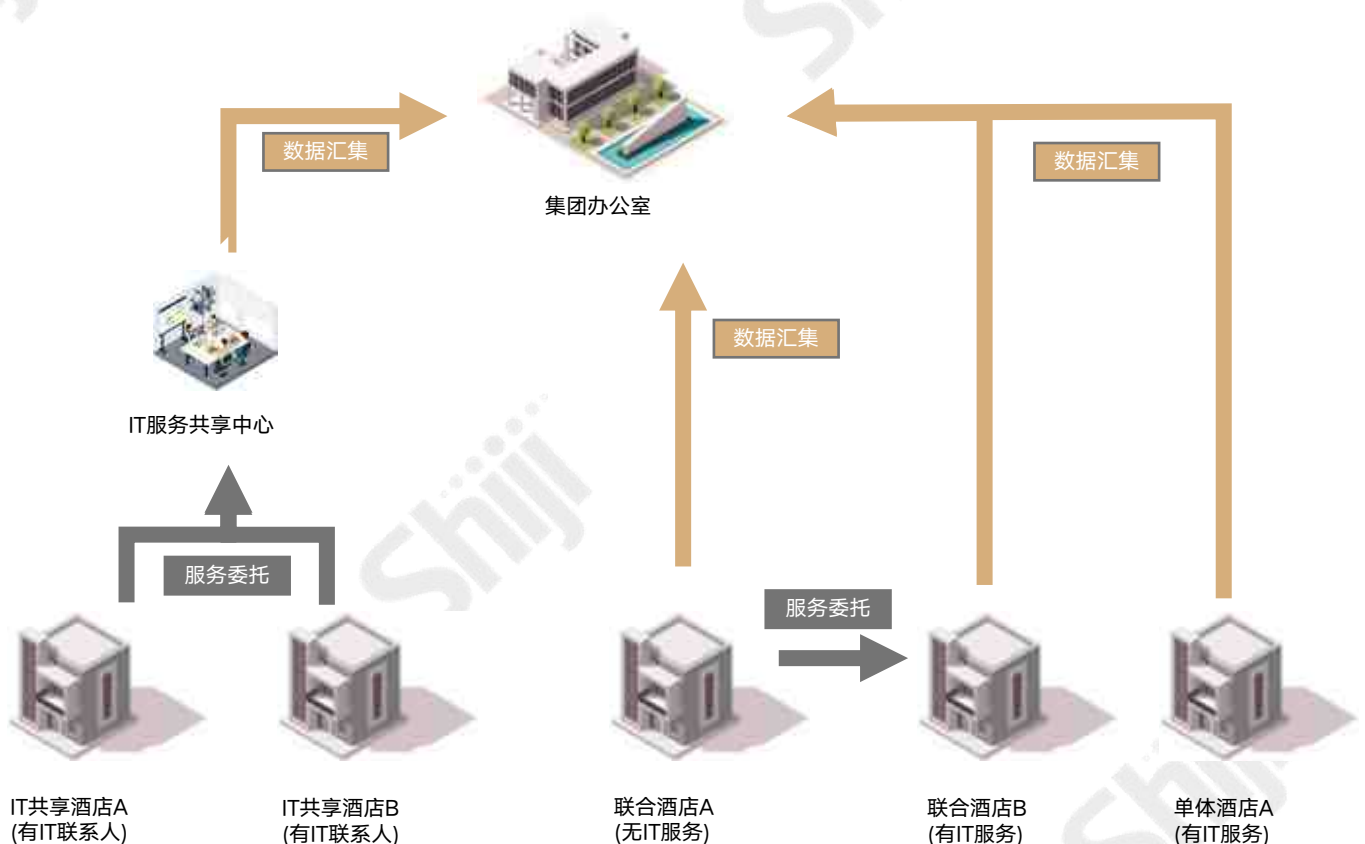 数据汇集
数据汇集
集团办公室
数据汇集
IT服务共享中心
服务委托
服务委托
IT共享酒店A
(有IT联系人)
IT共享酒店B
(有IT联系人)
联合酒店A
(无IT服务)
联合酒店B
(有IT服务)
单体酒店A
(有IT服务)
Shiji